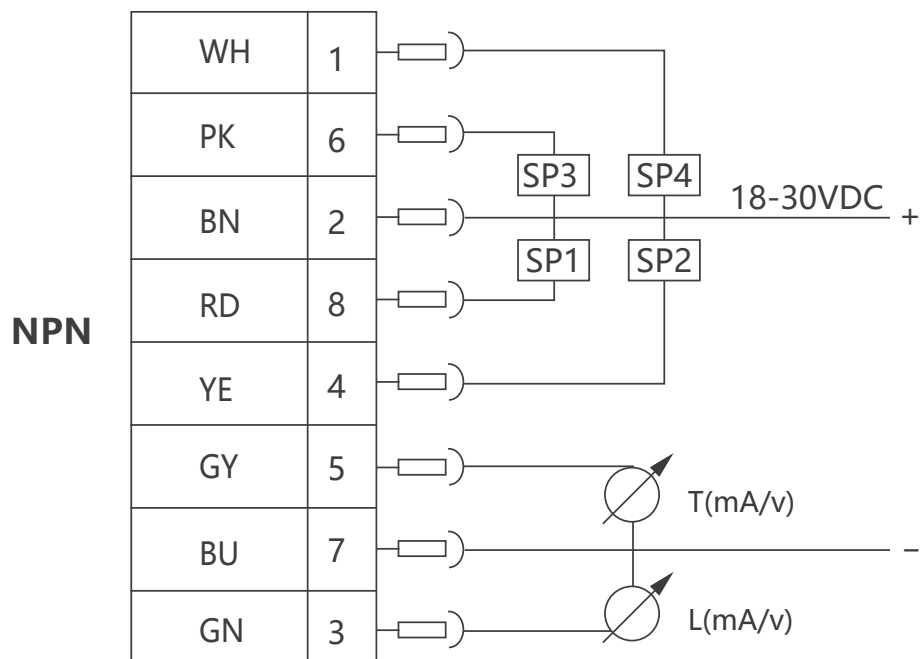 WH 1
PK 6
SP3 SP4
BN 2
18-30VDC +
SP1 SP2
RD 8
NPN
YE 4
GY 5
T(mA/v)
BU 7 −
GN 3
L(mA/v)